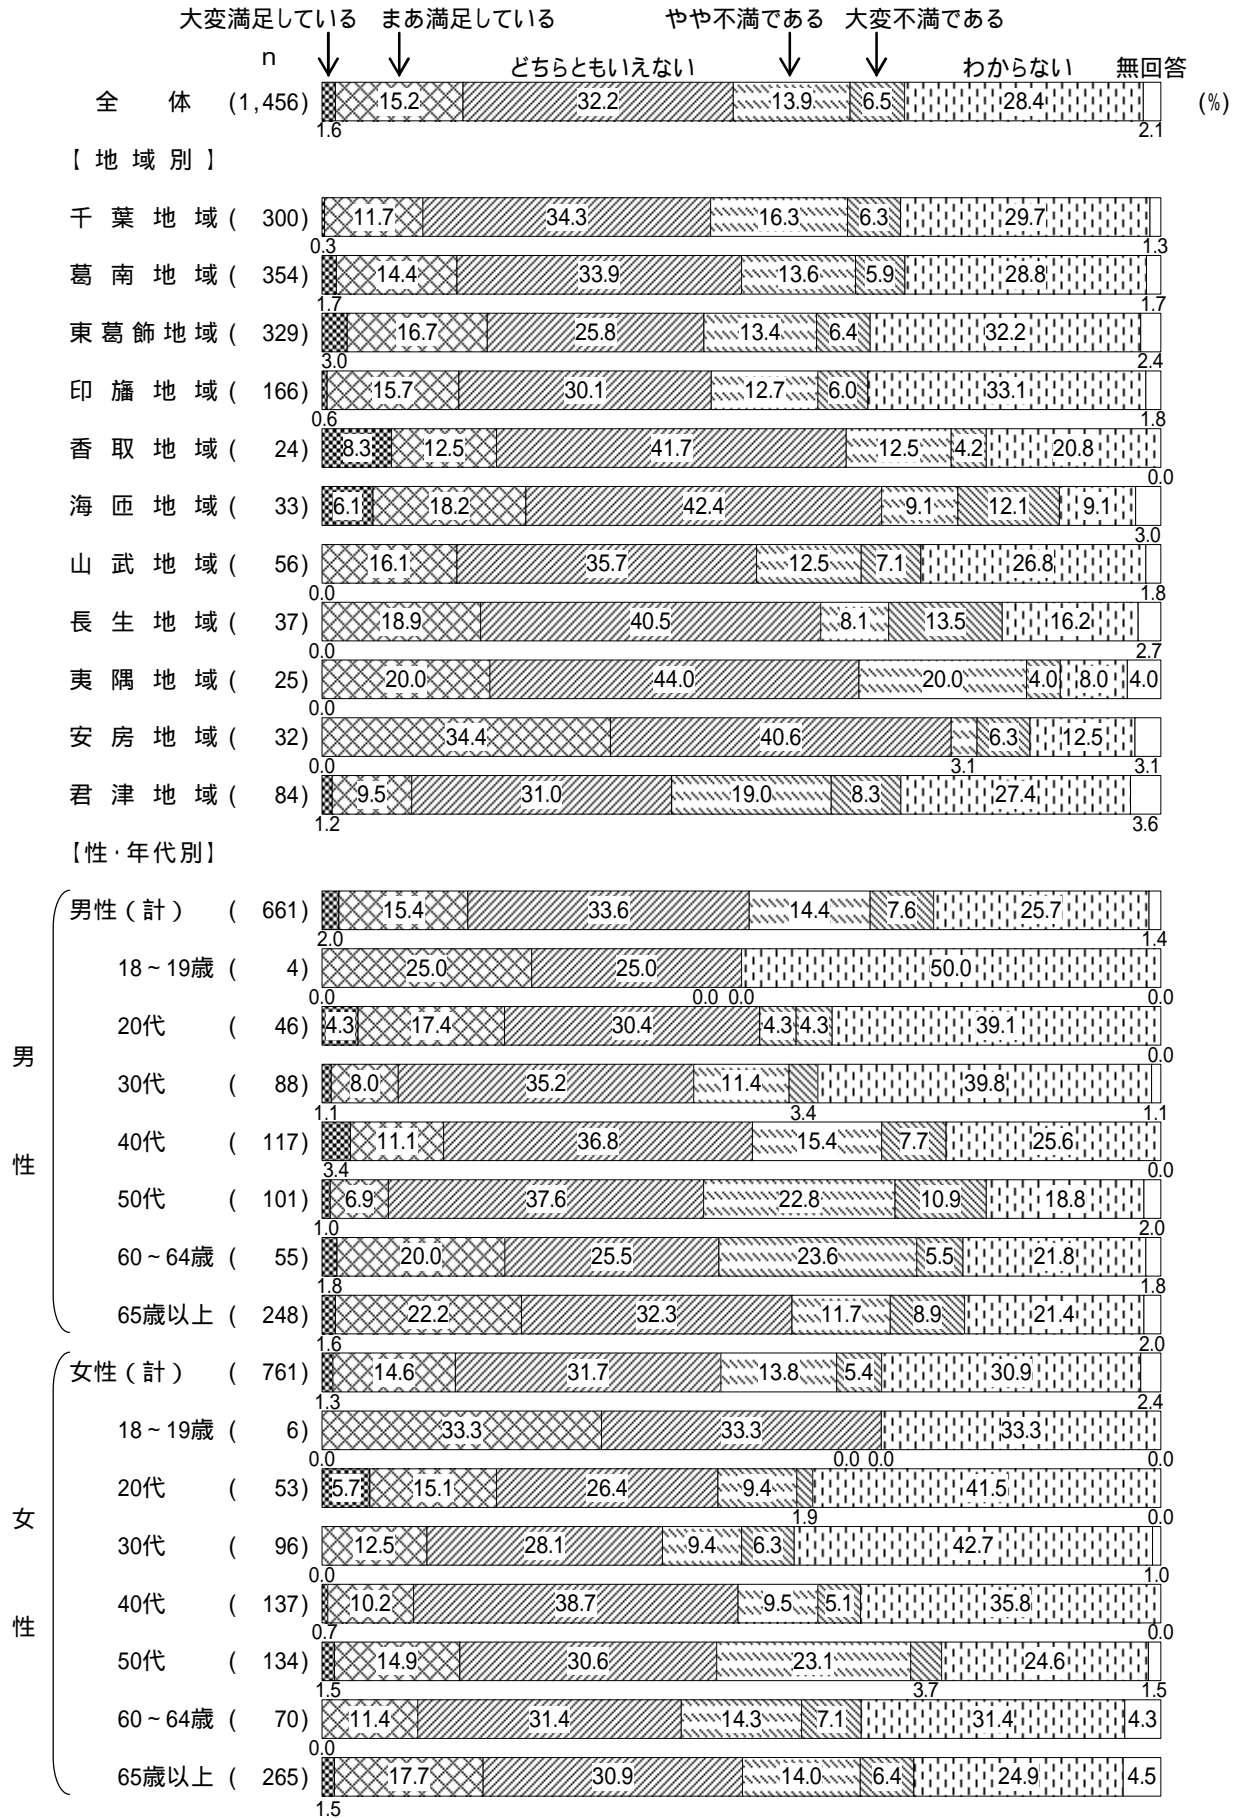 大変満足している まあ満足している やや不満である 大変不満である
n どちらともいえない わからない 無回答
全 体 (1,456) 15.2 32.2 13.9 6.5 28.4 (%)
1.6 2.1
【 地 域 別 】
千 葉 地 域 ( 300) 11.7 34.3 16.3 6.3 29.7
0.3 1.3
葛 南 地 域 ( 354) 14.4 33.9 13.6 5.9 28.8
1.7 1.7
東 葛 飾 地 域 ( 329) 16.7 25.8 13.4 6.4 32.2
3.0 2.4
印 旛 地 域 ( 166) 15.7 30.1 12.7 6.0 33.1
0.6 1.8
香 取 地 域 ( 24) 8.3 12.5 41.7 12.5 4.2 20.8
0.0
海 匝 地 域 ( 33) 6.1 18.2 42.4 9.1 12.1 9.1
3.0
山 武 地 域 ( 56) 16.1 35.7 12.5 7.1 26.8
0.0 1.8
長 生 地 域 ( 37) 18.9 40.5 8.1 13.5 16.2
0.0 2.7
夷 隅 地 域 ( 25) 20.0 44.0 20.0 4.0 8.0 4.0
0.0
安 房 地 域 ( 32) 34.4 40.6 6.3 12.5
0.0 3.1 3.1
君 津 地 域 ( 84) 9.5 31.0 19.0 8.3 27.4
1.2 3.6
【性・年代別】
男性(計) ( 661) 15.4 33.6 14.4 7.6 25.7
2.0 1.4
18~19歳 ( 4) 25.0 25.0 50.0
0.0 0.0 0.0 0.0
20代 ( 46) 4.3 17.4 30.4 4.3 4.3 39.1
0.0
男
30代 ( 88) 8.0 35.2 11.4 39.8
1.1 3.4 1.1
40代 ( 117) 11.1 36.8 15.4 7.7 25.6
性
3.4 0.0
50代 ( 101) 6.9 37.6 22.8 10.9 18.8
1.0 2.0
60~64歳 ( 55) 20.0 25.5 23.6 5.5 21.8
1.8 1.8
65歳以上 ( 248) 22.2 32.3 11.7 8.9 21.4
1.6 2.0
女性(計) ( 761) 14.6 31.7 13.8 5.4 30.9
1.3 2.4
18~19歳 ( 6) 33.3 33.3 33.3
0.0 0.0 0.0 0.0
20代 ( 53) 5.7 15.1 26.4 9.4 41.5
1.9 0.0
女
30代 ( 96) 12.5 28.1 9.4 6.3 42.7
0.0 1.0
40代 ( 137) 10.2 38.7 9.5 5.1 35.8
性
0.7 0.0
50代 ( 134) 14.9 30.6 23.1 24.6
1.5 3.7 1.5
60~64歳 ( 70) 11.4 31.4 14.3 7.1 31.4 4.3
0.0
65歳以上 ( 265) 17.7 30.9 14.0 6.4 24.9 4.5
1.5